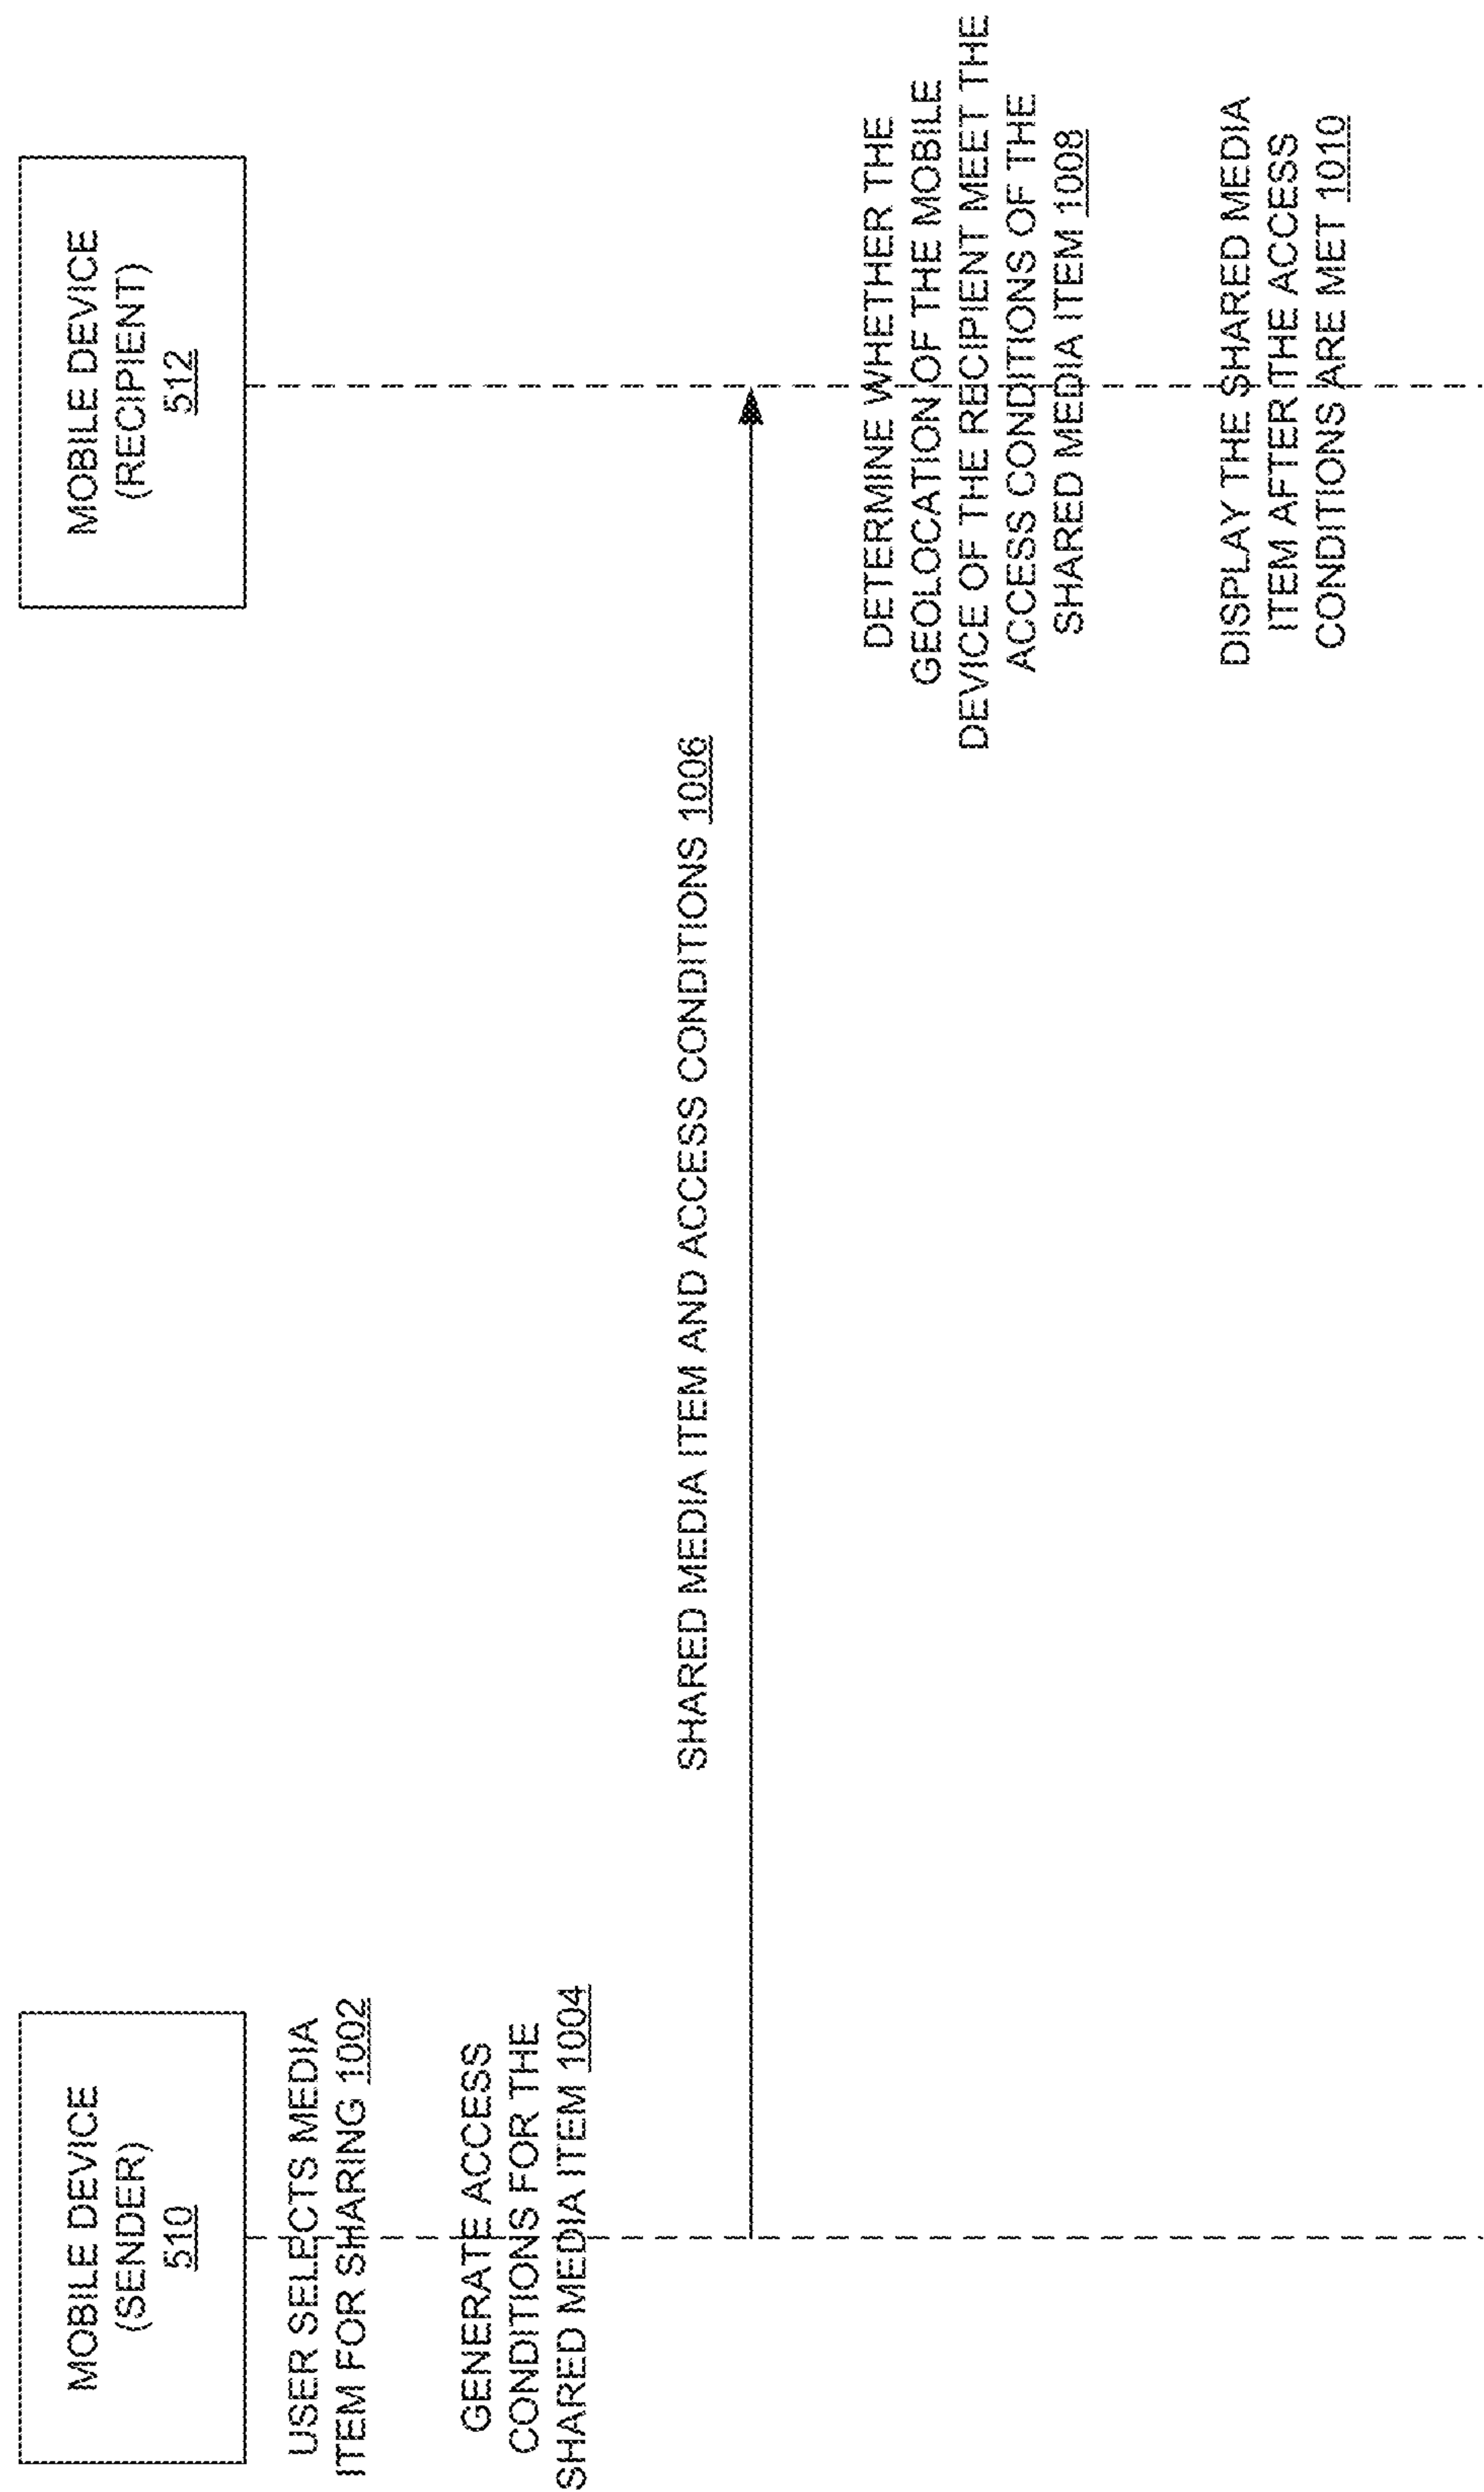 MOBILE DEVICE
(SENDER)
510
MOBILE DEVICE
(RECIPIENT)
512
USER SELECTS MEDIA
ITEM FOR SHARING 1002
GENERATE ACCESS
CONDITIONS FOR THE
SHARED MEDIA ITEM 1004
SHARED MEDIA ITEM AND ACCESS CONDITIONS 1006
DETERMINE WHETHER THE
GEOLOCATION OF THE MOBILE
DEVICE OF THE RECIPIENT MEET THE
ACCESS CONDITIONS OF THE
SHARED MEDIA ITEM 1008
DISPLAY THE SHARED MEDIA
ITEM AFTER THE ACCESS
CONDITIONS ARE MET 1010